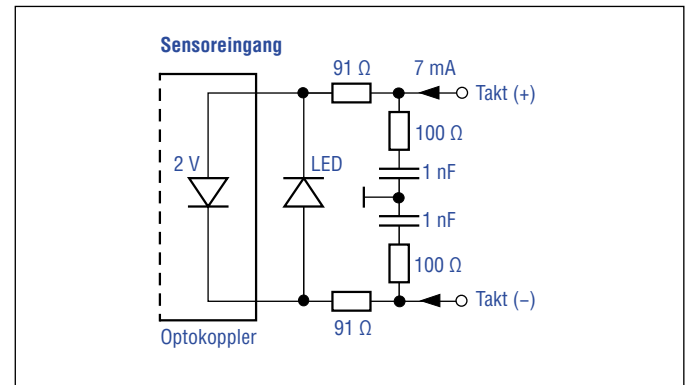 Sensoreingang
91 Ω
7 mA
Takt (+)
100 Ω
2 V
LED
1 nF
1 nF
100 Ω
Takt (−)
91 Ω
Optokoppler